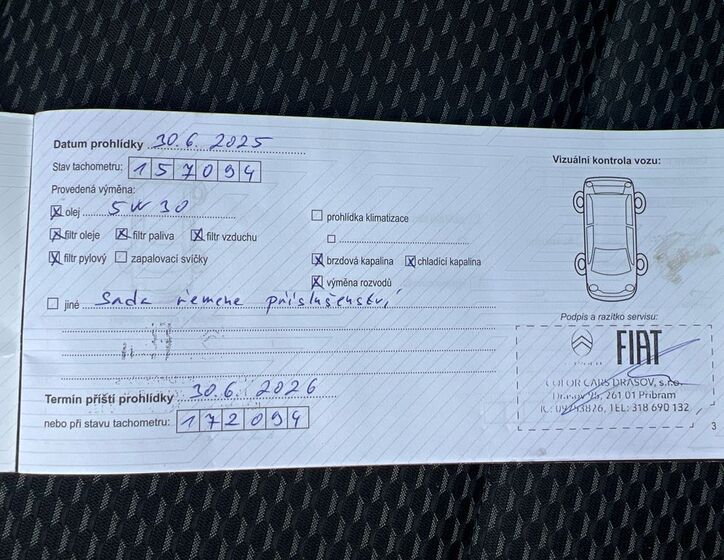 Datum prohlídky 30.6.2025
Stav tachometru: 157094
Provedená výměna:
olej 5W30
filtr oleje filtr paliva filtr vzduchu
filtr pylový zapalovací svíčky
prohlídka klimatizace
brzdová kapalina chladící kapalina
výměna rozvodů
jiné Sada řemene příslušenství
Termín příští prohlídky 30.6.2026
nebo při stavu tachometru: 172094
Vizuální kontrola vozu:
Podpis a razítko servisu:
FIAT
COLOR CARS DRASOV, s.r.o.
95, 261 01 Příbram
TEL: 318 690 132
3